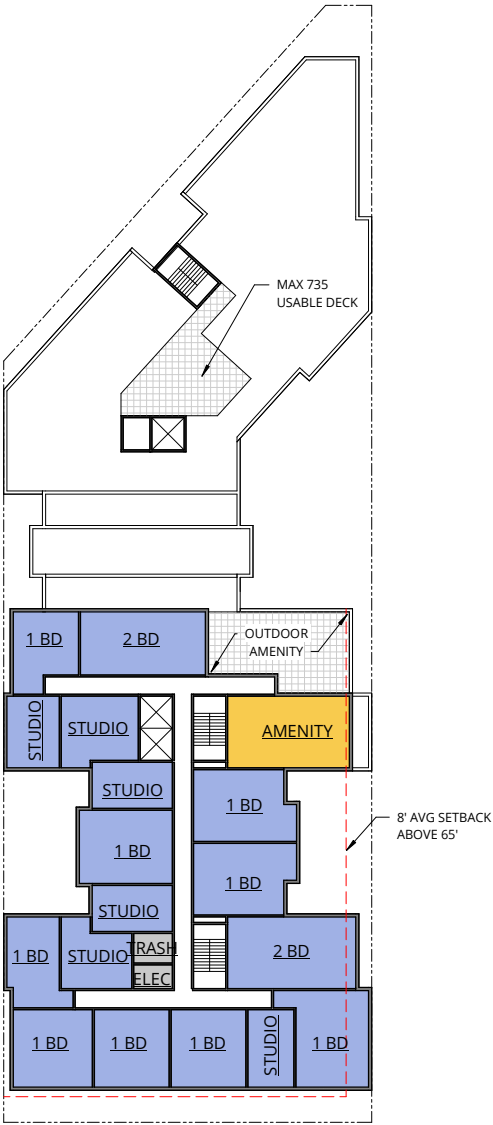 MAX 735
USABLE DECK
1 BD
2 BD
OUTDOOR
AMENITY
STUDIO
STUDIO
AMENITY
STUDIO
1 BD
1 BD
8' AVG SETBACK
ABOVE 65'
1 BD
STUDIO
1 BD
STUDIO
TRASH
2 BD
ELEC
1 BD
1 BD
1 BD
STUDIO
1 BD